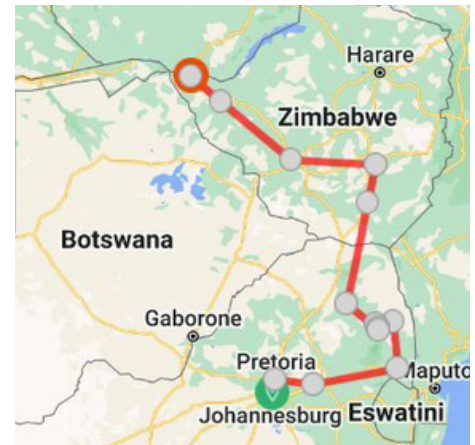 Harare
Zimbabwe
Botswana
Gaborone
Pretoria
Maputo
Johannesburg
Eswatini